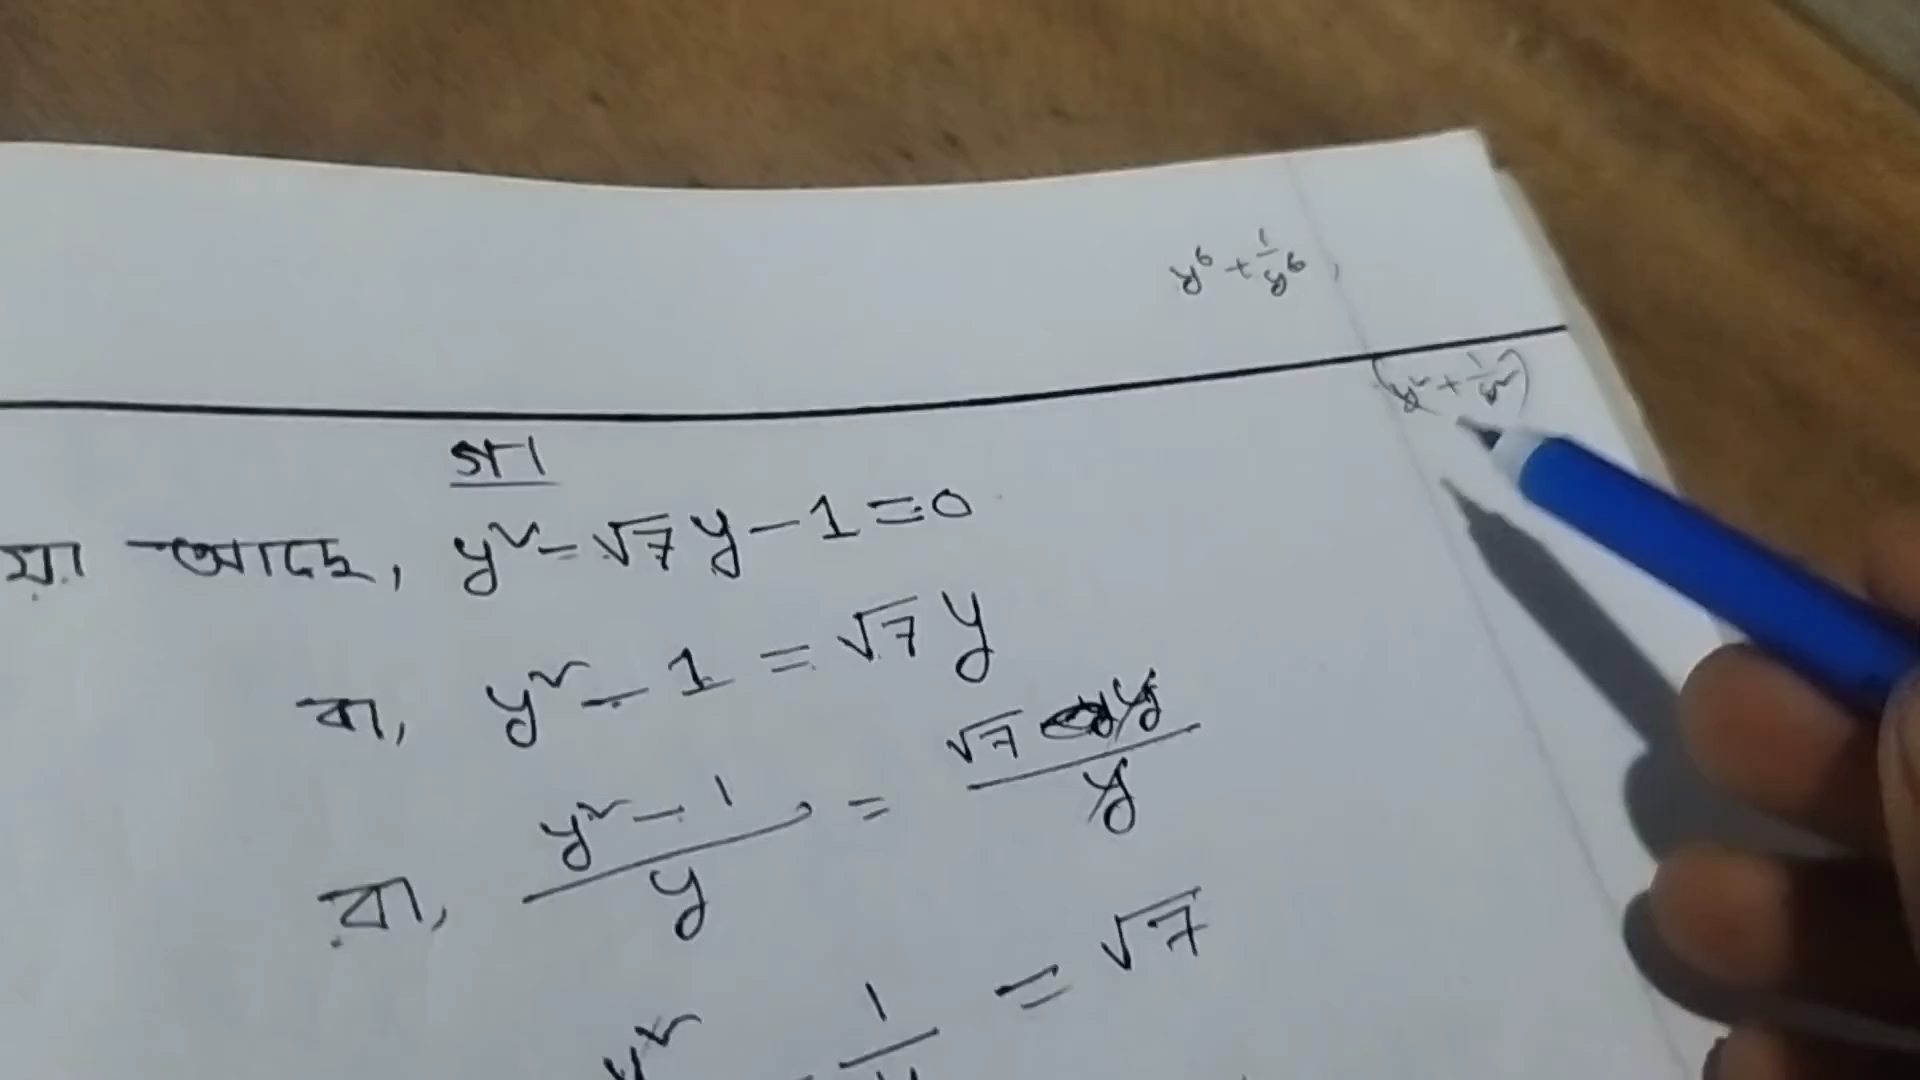 y⁶ + 1/y⁶,
(y² + 1/y²)
গ।
যা আছে, y² - √7 y - 1 = 0
বা, y² - 1 = √7 y
বা, (y² - 1)/y = √7 y/y
y² 1/y = √7